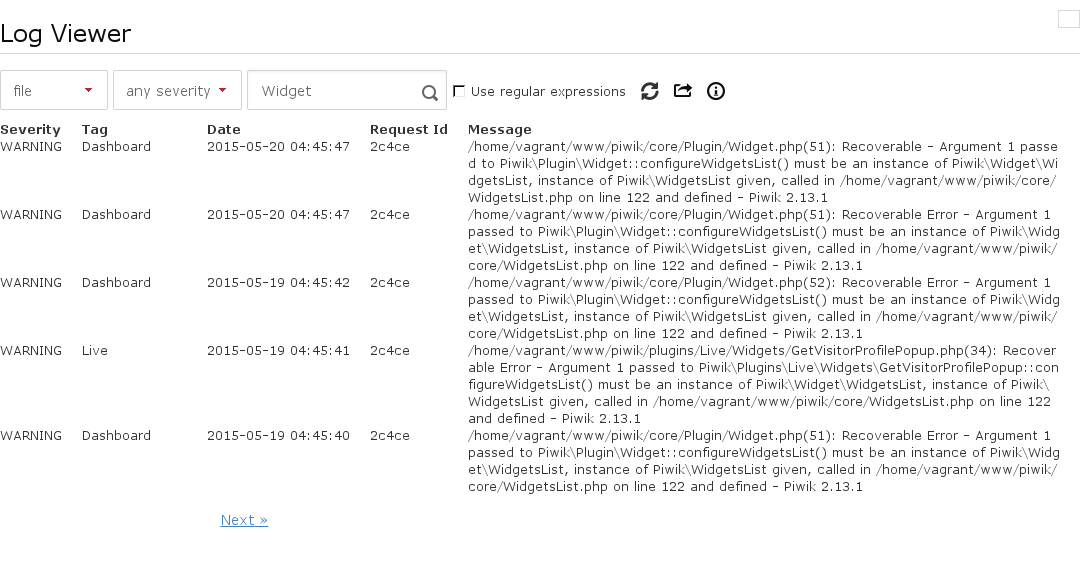 Log Viewer
file any severity Widget Use regular expressions
Severity Tag Date Request Id Message
WARNING Dashboard 2015-05-20 04:45:47 2c4ce /home/vagrant/www/piwik/core/Plugin/Widget.php(51): Recoverable - Argument 1 passe
d to Piwik\Plugin\Widget::configureWidgetsList() must be an instance of Piwik\Widget\Wi
dgetsList, instance of Piwik\WidgetsList given, called in /home/vagrant/www/piwik/core/
WidgetsList.php on line 122 and defined - Piwik 2.13.1
WARNING Dashboard 2015-05-20 04:45:47 2c4ce /home/vagrant/www/piwik/core/Plugin/Widget.php(51): Recoverable Error - Argument 1
passed to Piwik\Plugin\Widget::configureWidgetsList() must be an instance of Piwik\Widg
et\WidgetsList, instance of Piwik\WidgetsList given, called in /home/vagrant/www/piwik/
core/WidgetsList.php on line 122 and defined - Piwik 2.13.1
WARNING Dashboard 2015-05-19 04:45:42 2c4ce /home/vagrant/www/piwik/core/Plugin/Widget.php(52): Recoverable Error - Argument 1
passed to Piwik\Plugin\Widget::configureWidgetsList() must be an instance of Piwik\Widg
et\WidgetsList, instance of Piwik\WidgetsList given, called in /home/vagrant/www/piwik/
core/WidgetsList.php on line 122 and defined - Piwik 2.13.1
WARNING Live 2015-05-19 04:45:41 2c4ce /home/vagrant/www/piwik/plugins/Live/Widgets/GetVisitorProfilePopup.php(34): Recover
able Error - Argument 1 passed to Piwik\Plugins\Live\Widgets\GetVisitorProfilePopup::con
figureWidgetsList() must be an instance of Piwik\Widget\WidgetsList, instance of Piwik\
WidgetsList given, called in /home/vagrant/www/piwik/core/WidgetsList.php on line 122
and defined - Piwik 2.13.1
WARNING Dashboard 2015-05-19 04:45:40 2c4ce /home/vagrant/www/piwik/core/Plugin/Widget.php(51): Recoverable Error - Argument 1
passed to Piwik\Plugin\Widget::configureWidgetsList() must be an instance of Piwik\Widg
et\WidgetsList, instance of Piwik\WidgetsList given, called in /home/vagrant/www/piwik/
core/WidgetsList.php on line 122 and defined - Piwik 2.13.1
Next »